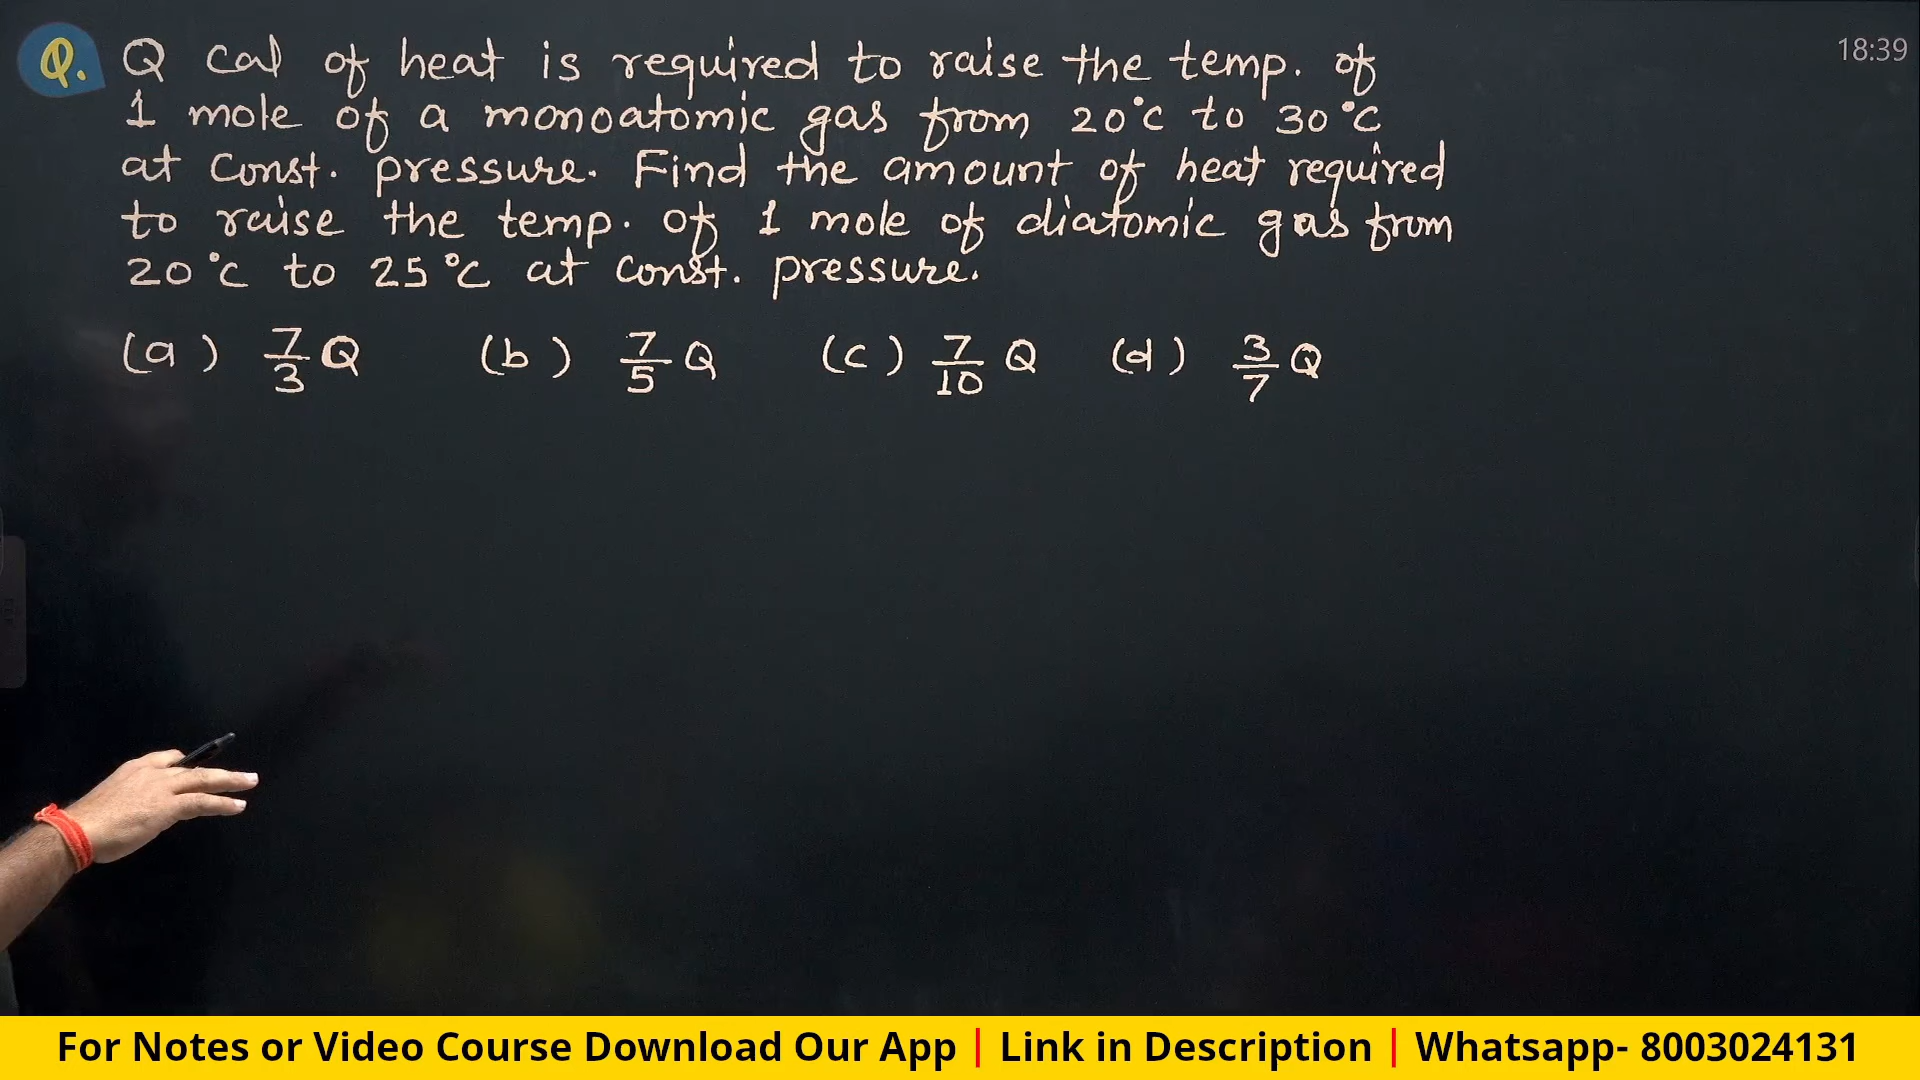 Q. Q cal of heat is required to raise the temp. of
18:39
1 mole of a monoatomic gas from 20°C to 30°C
at const. pressure. Find the amount of heat required
to raise the temp. of 1 mole of diatomic gas from
20°C to 25°C at const. pressure.
(a) 7/3 Q (b) 7/5 Q (c) 7/10 Q (d) 3/7 Q
For Notes or Video Course Download Our App | Link in Description | Whatsapp- 8003024131